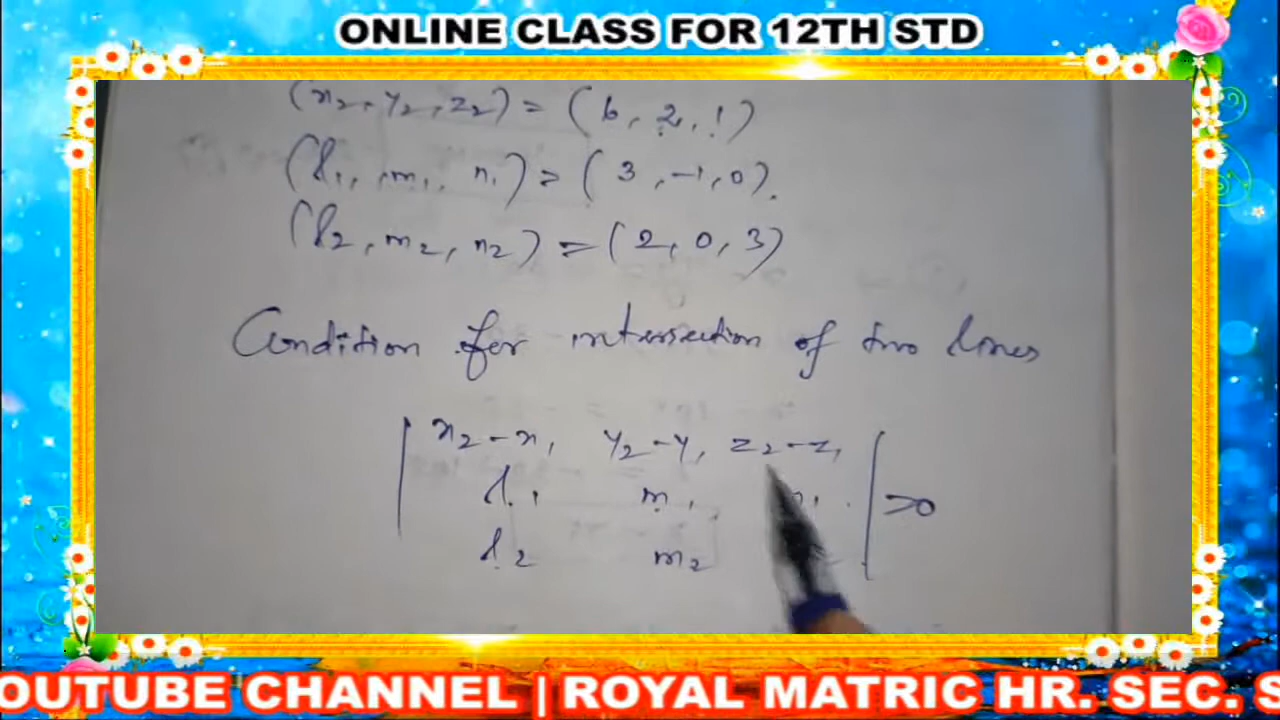 ONLINE CLASS FOR 12TH STD
(x₂, y₂, z₂) = (6, 2, 1)
(l₁, m₁, n₁) = (3, -1, 0).
(l₂, m₂, n₂) = (2, 0, 3)
Condition for intersection of two lines
| x₂-x₁ y₂-y₁ z₂-z₁ |
| l₁ m₁ n₁ | =0
| l₂ m₂ |
OUTUBE CHANNEL | ROYAL MATRIC HR. SEC. S